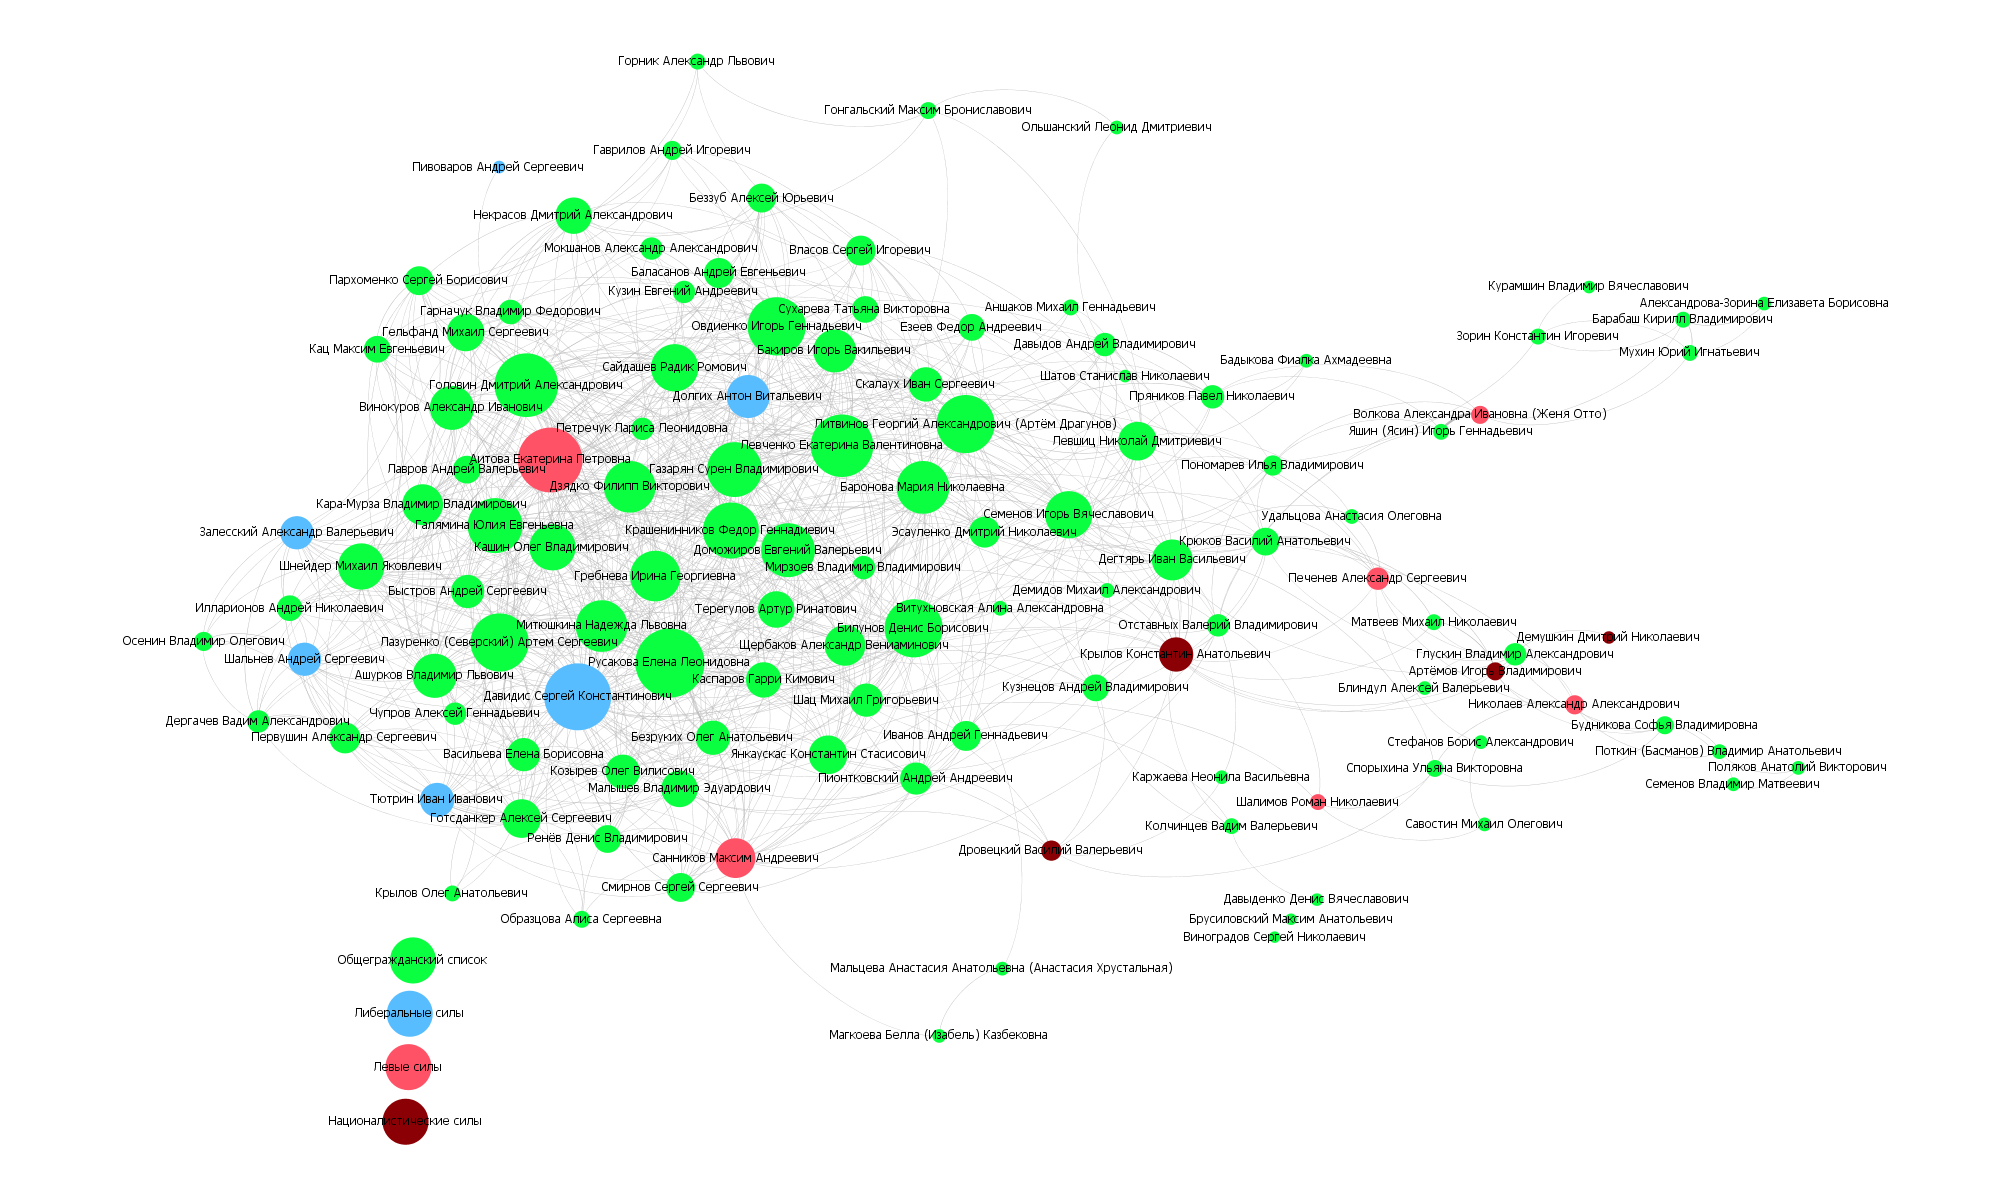 Горник Александр Львович
Гонгальский Максим Брониславович
Ольшанский Леонид Дмитриевич
Гаврилов Андрей Игоревич
Пивоваров Андрей Сергеевич
Беззуб Алексей Юрьевич
Некрасов Дмитрий Александрович
Мокшанов Александр Александрович
Власов Сергей Игоревич
Баласанов Андрей Евгеньевич
Пархоменко Сергей Борисович
Кузин Евгений Андреевич
Курамшин Владимир Вячеславович
Александрова-Зорина Елизавета Борисовна
Гарначук Владимир Федорович
Сухарева Татьяна Викторовна
Аншаков Михаил Геннадьевич
Барабаш Кирилл Владимирович
Овдиенко Игорь Геннадьевич
Езеев Федор Андреевич
Гельфанд Михаил Сергеевич
Зорин Константин Игоревич
Кац Максим Евгеньевич
Бакиров Игорь Вакильевич
Давыдов Андрей Владимирович
Мухин Юрий Игнатьевич
Бадыкова Фиалка Ахмадеевна
Сайдашев Радик Ромович
Шатов Станислав Николаевич
Головин Дмитрий Александрович
Скалаух Иван Сергеевич
Долгих Антон Витальевич
Пряников Павел Николаевич
Винокуров Александр Иванович
Волкова Александра Ивановна (Женя Отто)
Литвинов Георгий Александрович (Артём Драгунов)
Петречук Лариса Леонидовна
Яшин (Ясин) Игорь Геннадьевич
Левченко Екатерина Валентиновна
Левшиц Николай Дмитриевич
Аитова Екатерина Петровна
Лавров Андрей Валерьевич
Газарян Сурен Владимирович
Пономарев Илья Владимирович
Дзядко Филипп Викторович
Баронова Мария Николаевна
Кара-Мурза Владимир Владимирович
Семенов Игорь Вячеславович
Удальцова Анастасия Олеговна
Галямина Юлия Евгеньевна
Залесский Александр Валерьевич
Крашенинников Федор Геннадиевич
Эсауленко Дмитрий Николаевич
Крюков Василий Анатольевич
Кашин Олег Владимирович
Доможиров Евгений Валерьевич
Дегтярь Иван Васильевич
Шнейдер Михаил Яковлевич
Мирзоев Владимир Владимирович
Гребнева Ирина Георгиевна
Печенев Александр Сергеевич
Быстров Андрей Сергеевич
Демидов Михаил Александрович
Илларионов Андрей Николаевич
Терегулов Артур Ринатович
Витухновская Алина Александровна
Митюшкина Надежда Львовна
Билунов Денис Борисович
Отставных Валерий Владимирович
Матвеев Михаил Николаевич
Осенин Владимир Олегович
Лазуренко (Северский) Артем Сергеевич
Щербаков Александр Вениаминович
Демушкин Дмитрий Николаевич
Шальнев Андрей Сергеевич
Русакова Елена Леонидовна
Крылов Константин Анатольевич
Глускин Владимир Александрович
Ашурков Владимир Львович
Каспаров Гарри Кимович
Артёмов Игорь Владимирович
Давидис Сергей Константинович
Кузнецов Андрей Владимирович
Блиндул Алексей Валерьевич
Шац Михаил Григорьевич
Николаев Александр Александрович
Чупров Алексей Геннадьевич
Дергачев Вадим Александрович
Будникова Софья Владимировна
Первушин Александр Сергеевич
Безруких Олег Анатольевич
Иванов Андрей Геннадьевич
Стефанов Борис Александрович
Васильева Елена Борисовна
Янкаускас Константин Стасисович
Поткин (Басманов) Владимир Анатольевич
Козырев Олег Вилисович
Спорыхина Ульяна Викторовна
Поляков Анатолий Викторович
Пионтковский Андрей Андреевич
Каржаева Неонила Васильевна
Малышев Владимир Эдуардович
Семенов Владимир Матвеевич
Тютрин Иван Иванович
Шалимов Роман Николаевич
Готсданкер Алексей Сергеевич
Колчинцев Вадим Валерьевич
Савостин Михаил Олегович
Ренёв Денис Владимирович
Дровецкий Василий Валерьевич
Санников Максим Андреевич
Смирнов Сергей Сергеевич
Крылов Олег Анатольевич
Давыденко Денис Вячеславович
Образцова Алиса Сергеевна
Брусиловский Максим Анатольевич
Виноградов Сергей Николаевич
Общегражданский список
Мальцева Анастасия Анатольевна (Анастасия Хрустальная)
Либеральные силы
Магкоева Белла (Изабель) Казбековна
Левые силы
Националистические силы